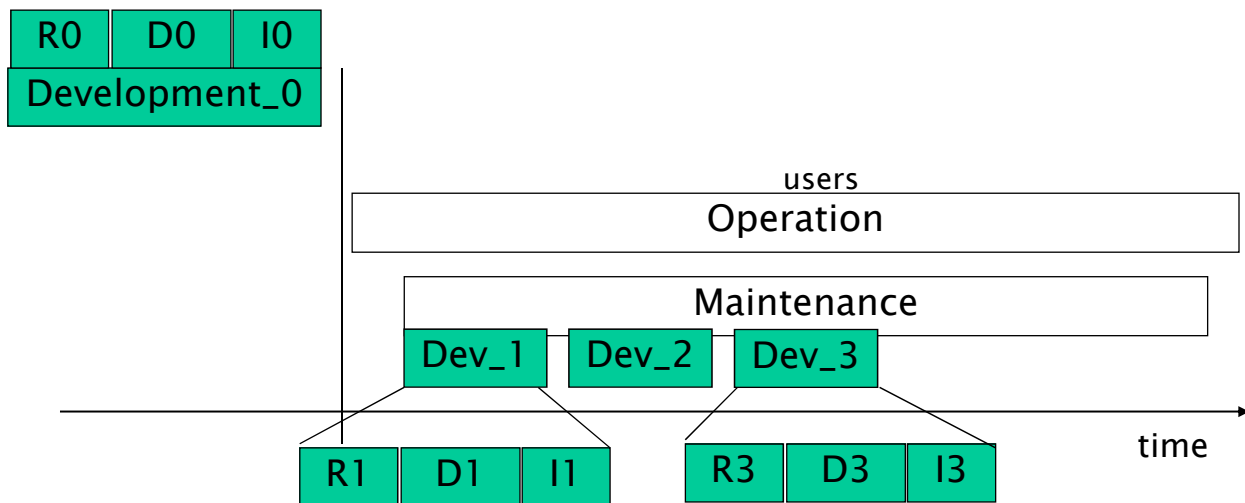 R0 D0 I0
Development_0
users
Operation
Maintenance
Dev_1 Dev_2 Dev_3
time
R1 D1 I1 R3 D3 I3